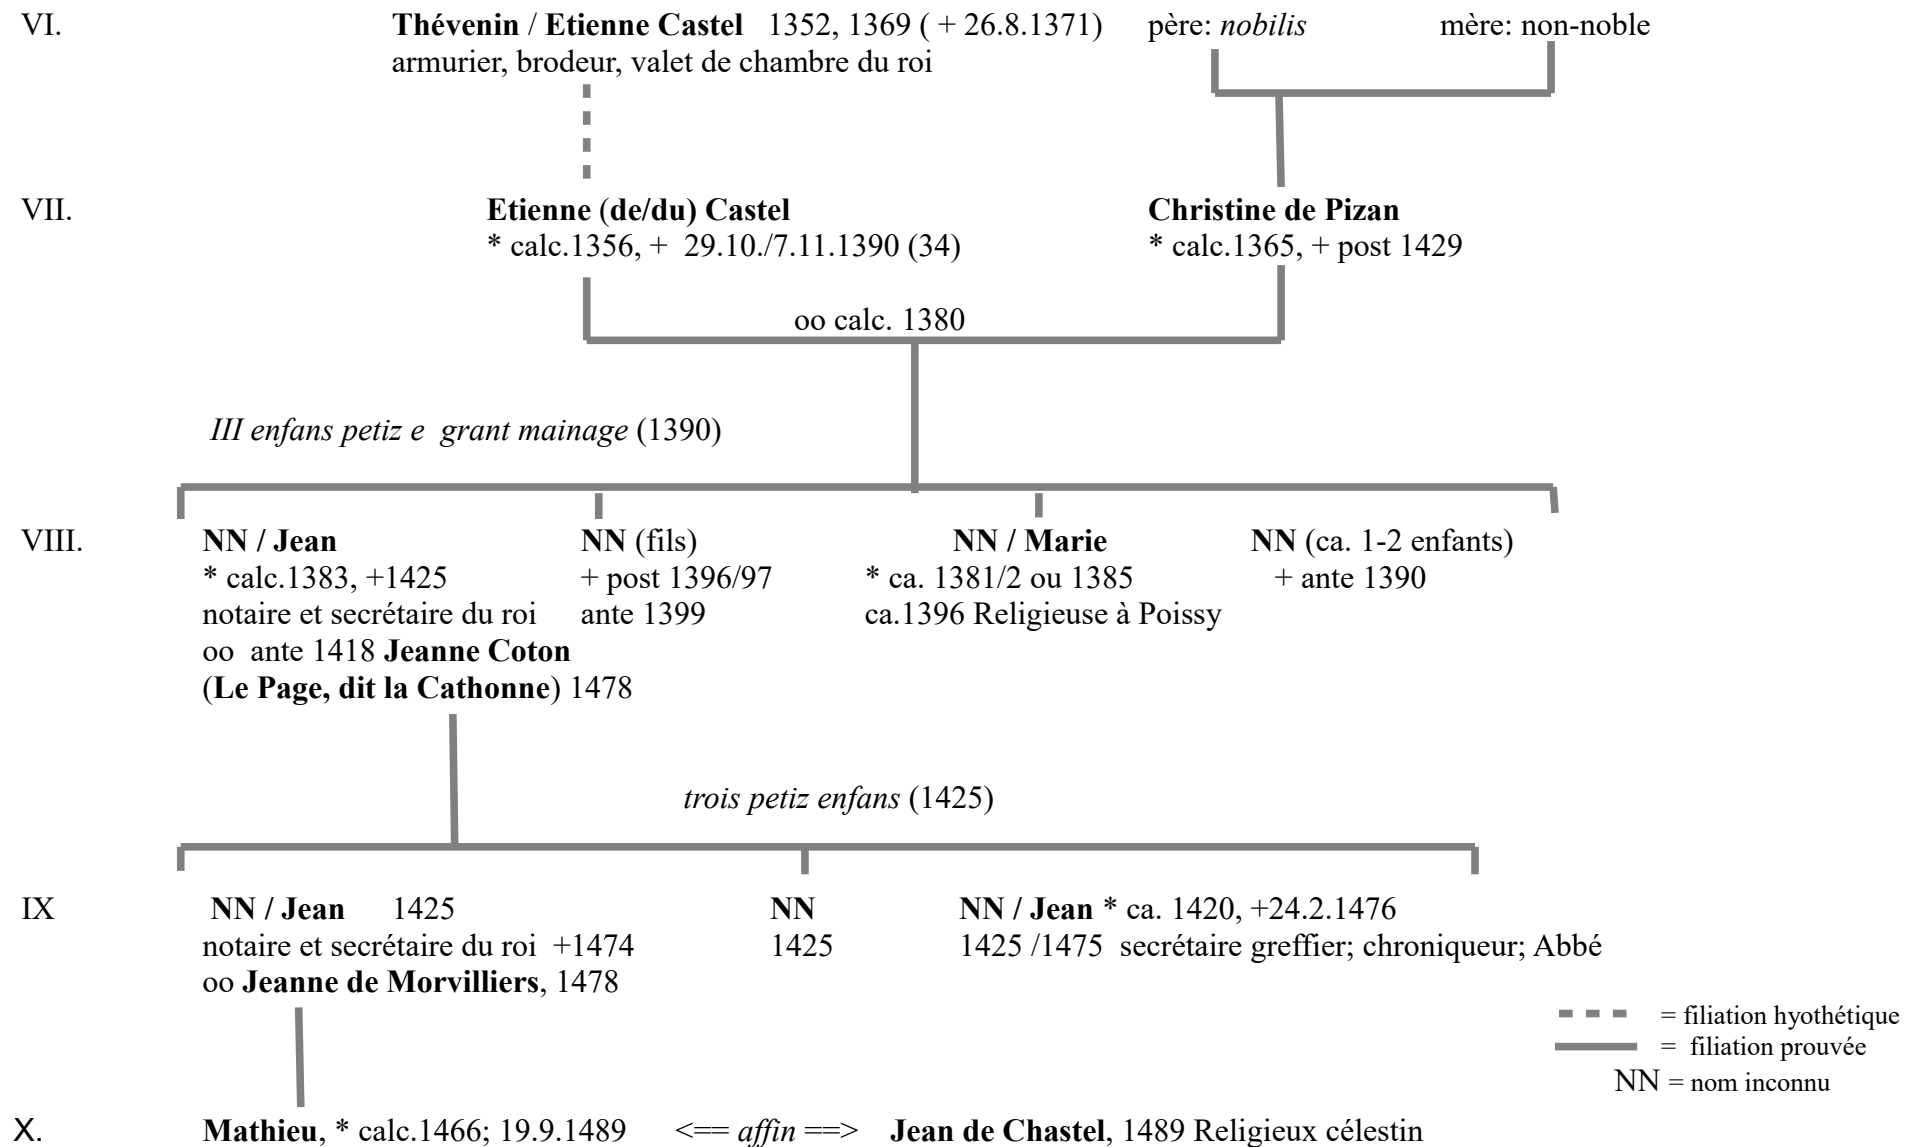 VI. Thévenin / Etienne Castel 1352, 1369 ( + 26.8.1371) père: nobilis mère: non-noble
armurier, brodeur, valet de chambre du roi
VII. Etienne (de/du) Castel Christine de Pizan
* calc.1356, + 29.10./7.11.1390 (34) * calc.1365, + post 1429
oo calc. 1380
III enfans petiz e grant mainage (1390)
VIII. NN / Jean NN (fils) NN / Marie NN (ca. 1-2 enfants)
* calc.1383, +1425 + post 1396/97 * ca. 1381/2 ou 1385 + ante 1390
notaire et secrétaire du roi ante 1399 ca.1396 Religieuse à Poissy
oo ante 1418 Jeanne Coton
(Le Page, dit la Cathonne) 1478
trois petiz enfans (1425)
IX NN / Jean 1425 NN NN / Jean * ca. 1420, +24.2.1476
notaire et secrétaire du roi +1474 1425 1425 /1475 secrétaire greffier; chroniqueur; Abbé
oo Jeanne de Morvilliers, 1478
= filiation hyothétique
= filiation prouvée
NN = nom inconnu
X. Mathieu, * calc.1466; 19.9.1489 <== affin ==> Jean de Chastel, 1489 Religieux célestin